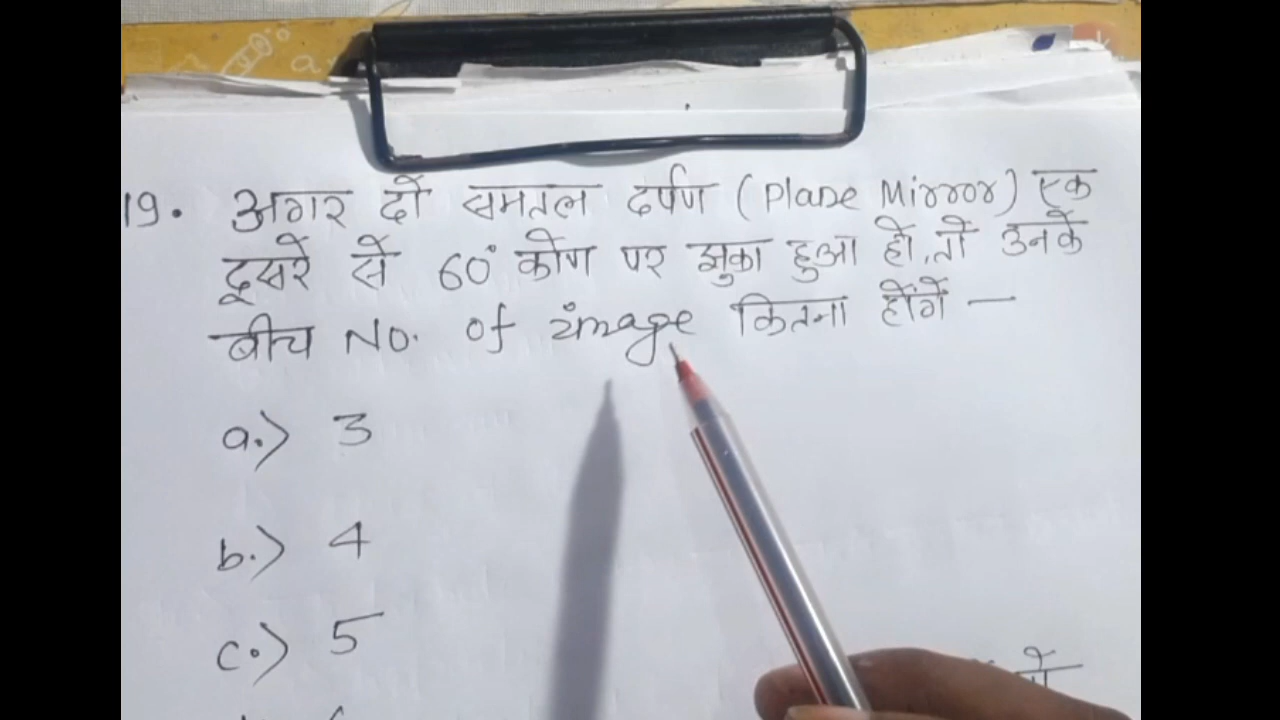 19. अगर दो समतल दर्पण (Plane Mirror) एक
दूसरे से 60° कोण पर झुका हुआ हो, तो उनके
बीच No. of image कितना होंगे —
a.) 3
b.) 4
c.) 5